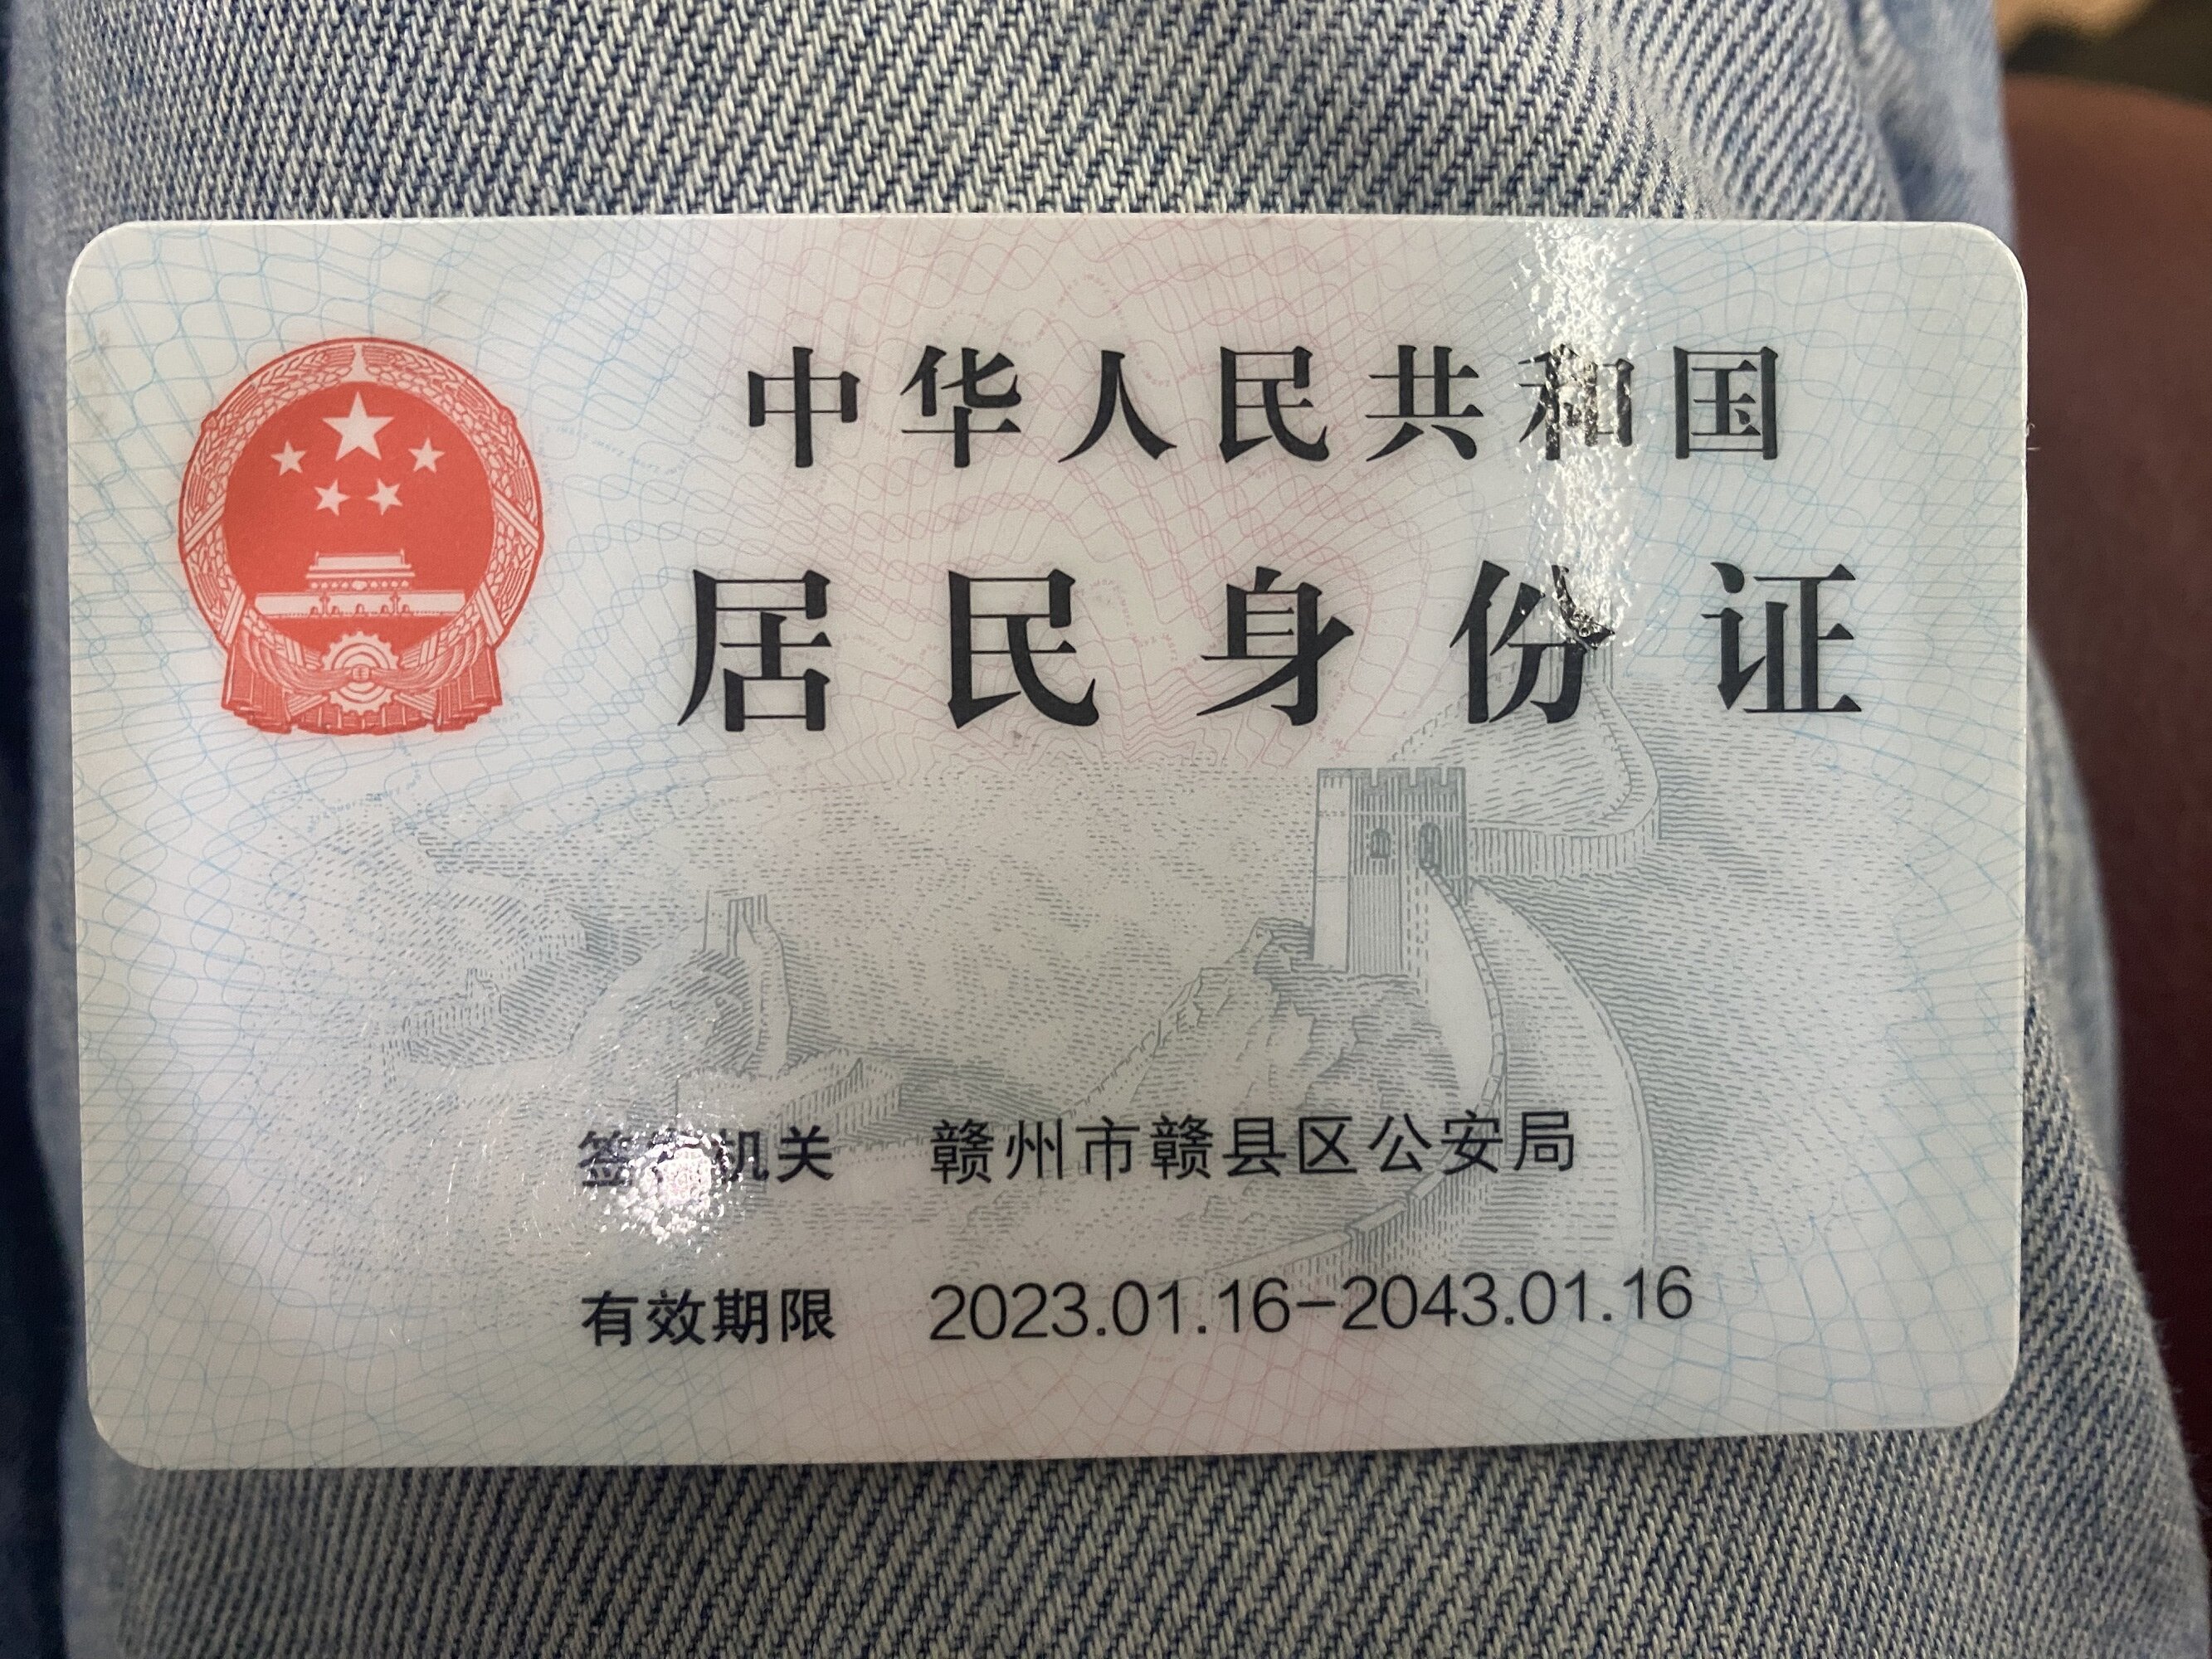 中华人民共和国
居民身份证
签发机关 赣州市赣县区公安局
有效期限 2023.01.16-2043.01.16